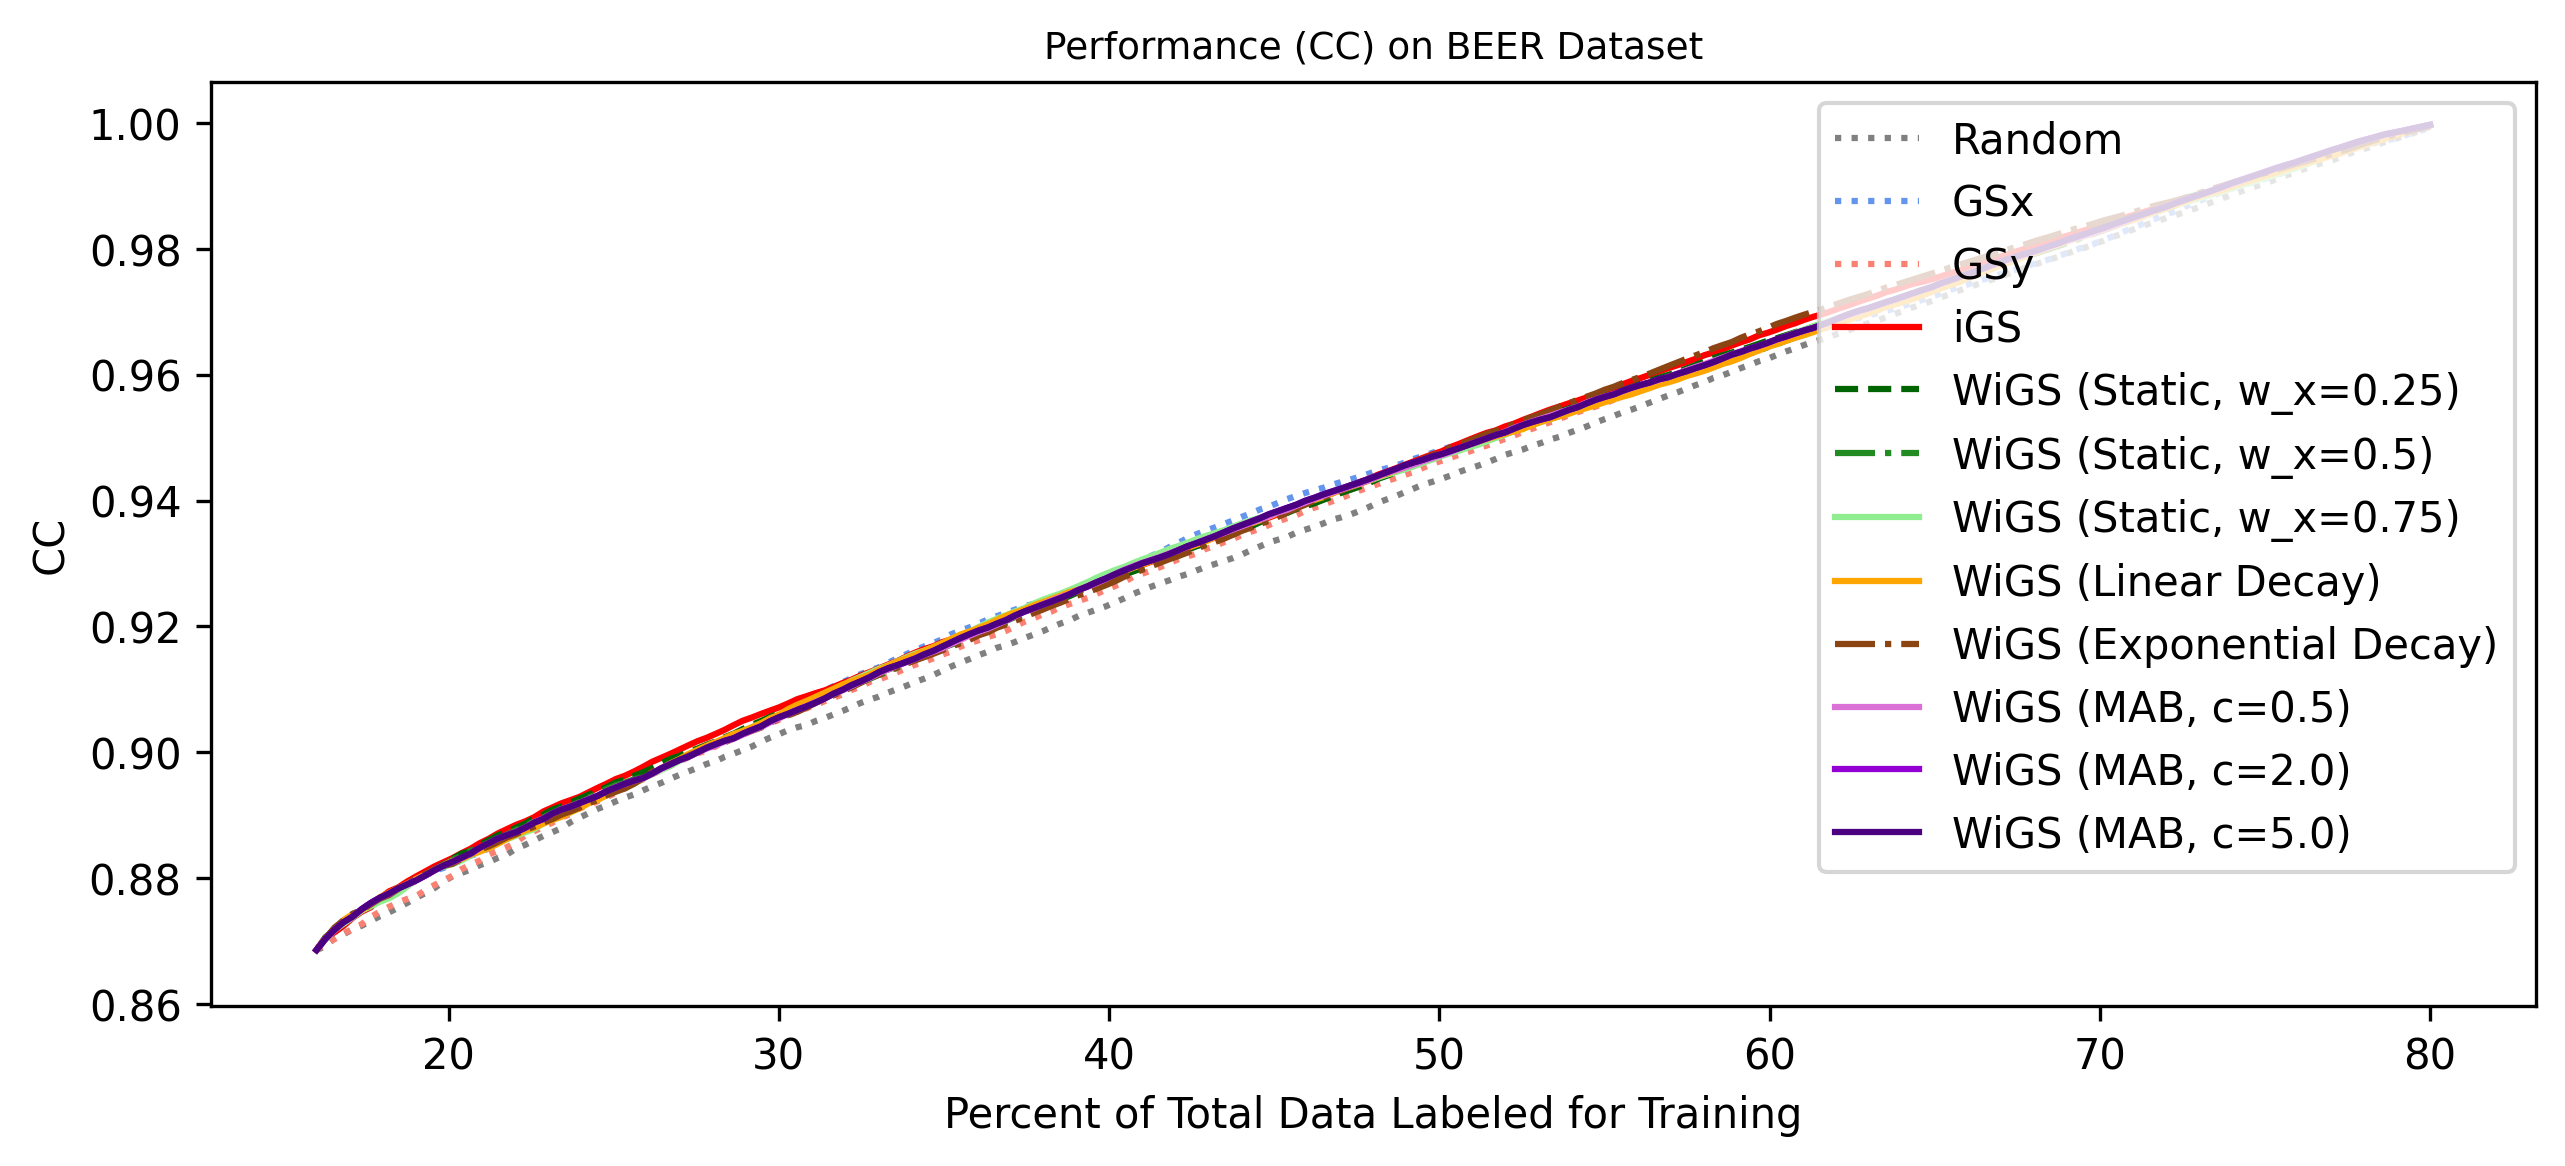 Performance (CC) on BEER Dataset
1.00
0.98
0.96
0.94
0.92
0.90
0.88
0.86
CC
20 30 40 50 60 70 80
Percent of Total Data Labeled for Training
Random
GSx
GSy
iGS
WiGS (Static, w_x=0.25)
WiGS (Static, w_x=0.5)
WiGS (Static, w_x=0.75)
WiGS (Linear Decay)
WiGS (Exponential Decay)
WiGS (MAB, c=0.5)
WiGS (MAB, c=2.0)
WiGS (MAB, c=5.0)